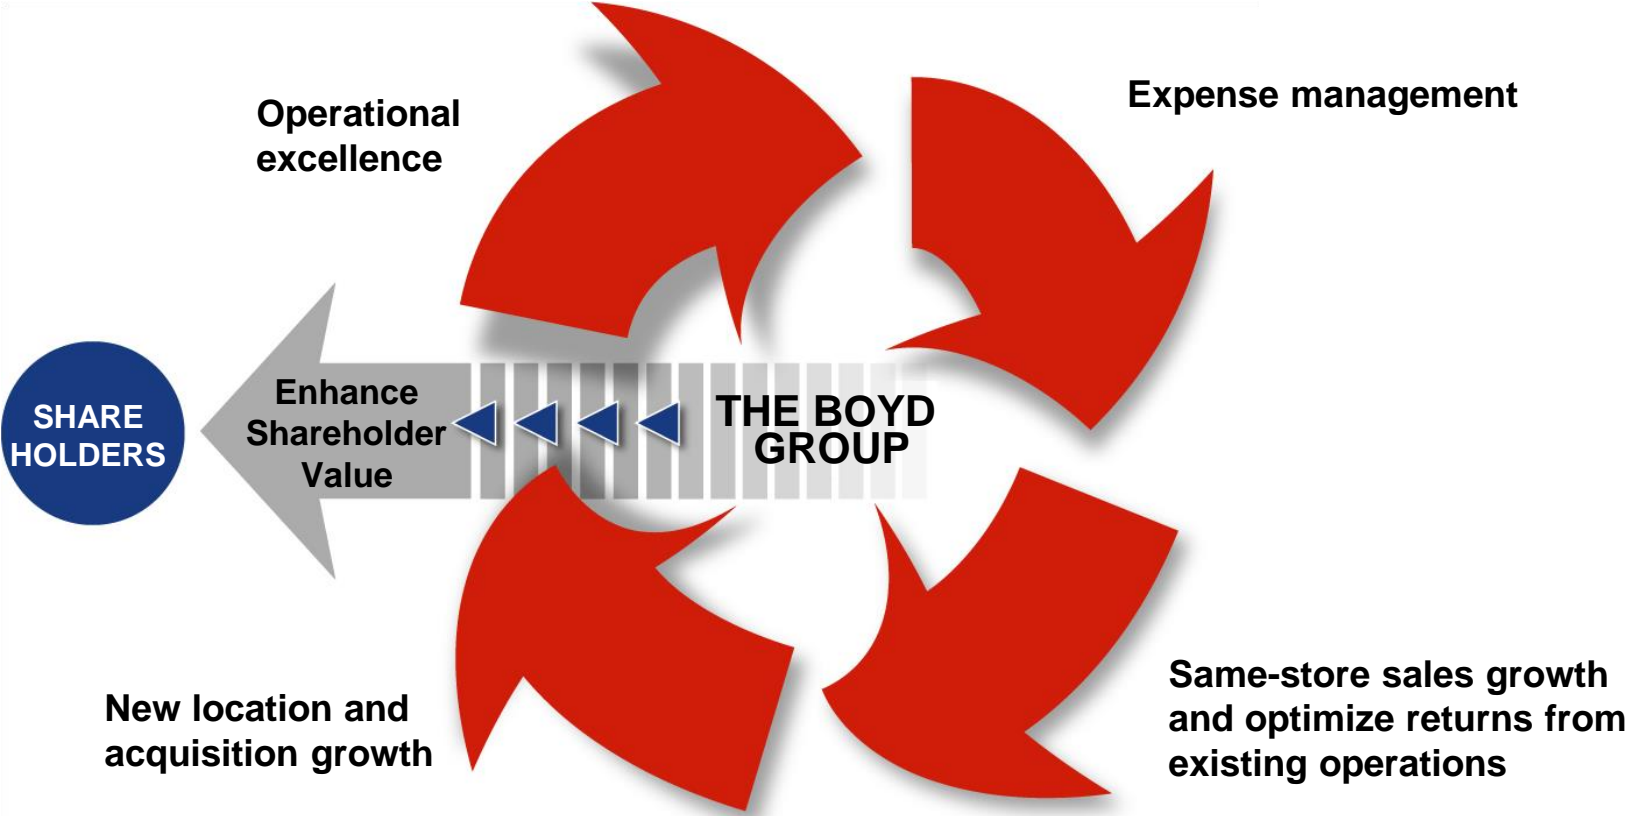 Operational
excellence
Expense management
SHARE
HOLDERS
Enhance
Shareholder
Value
THE BOYD
GROUP
New location and
acquisition growth
Same-store sales growth
and optimize returns from
existing operations